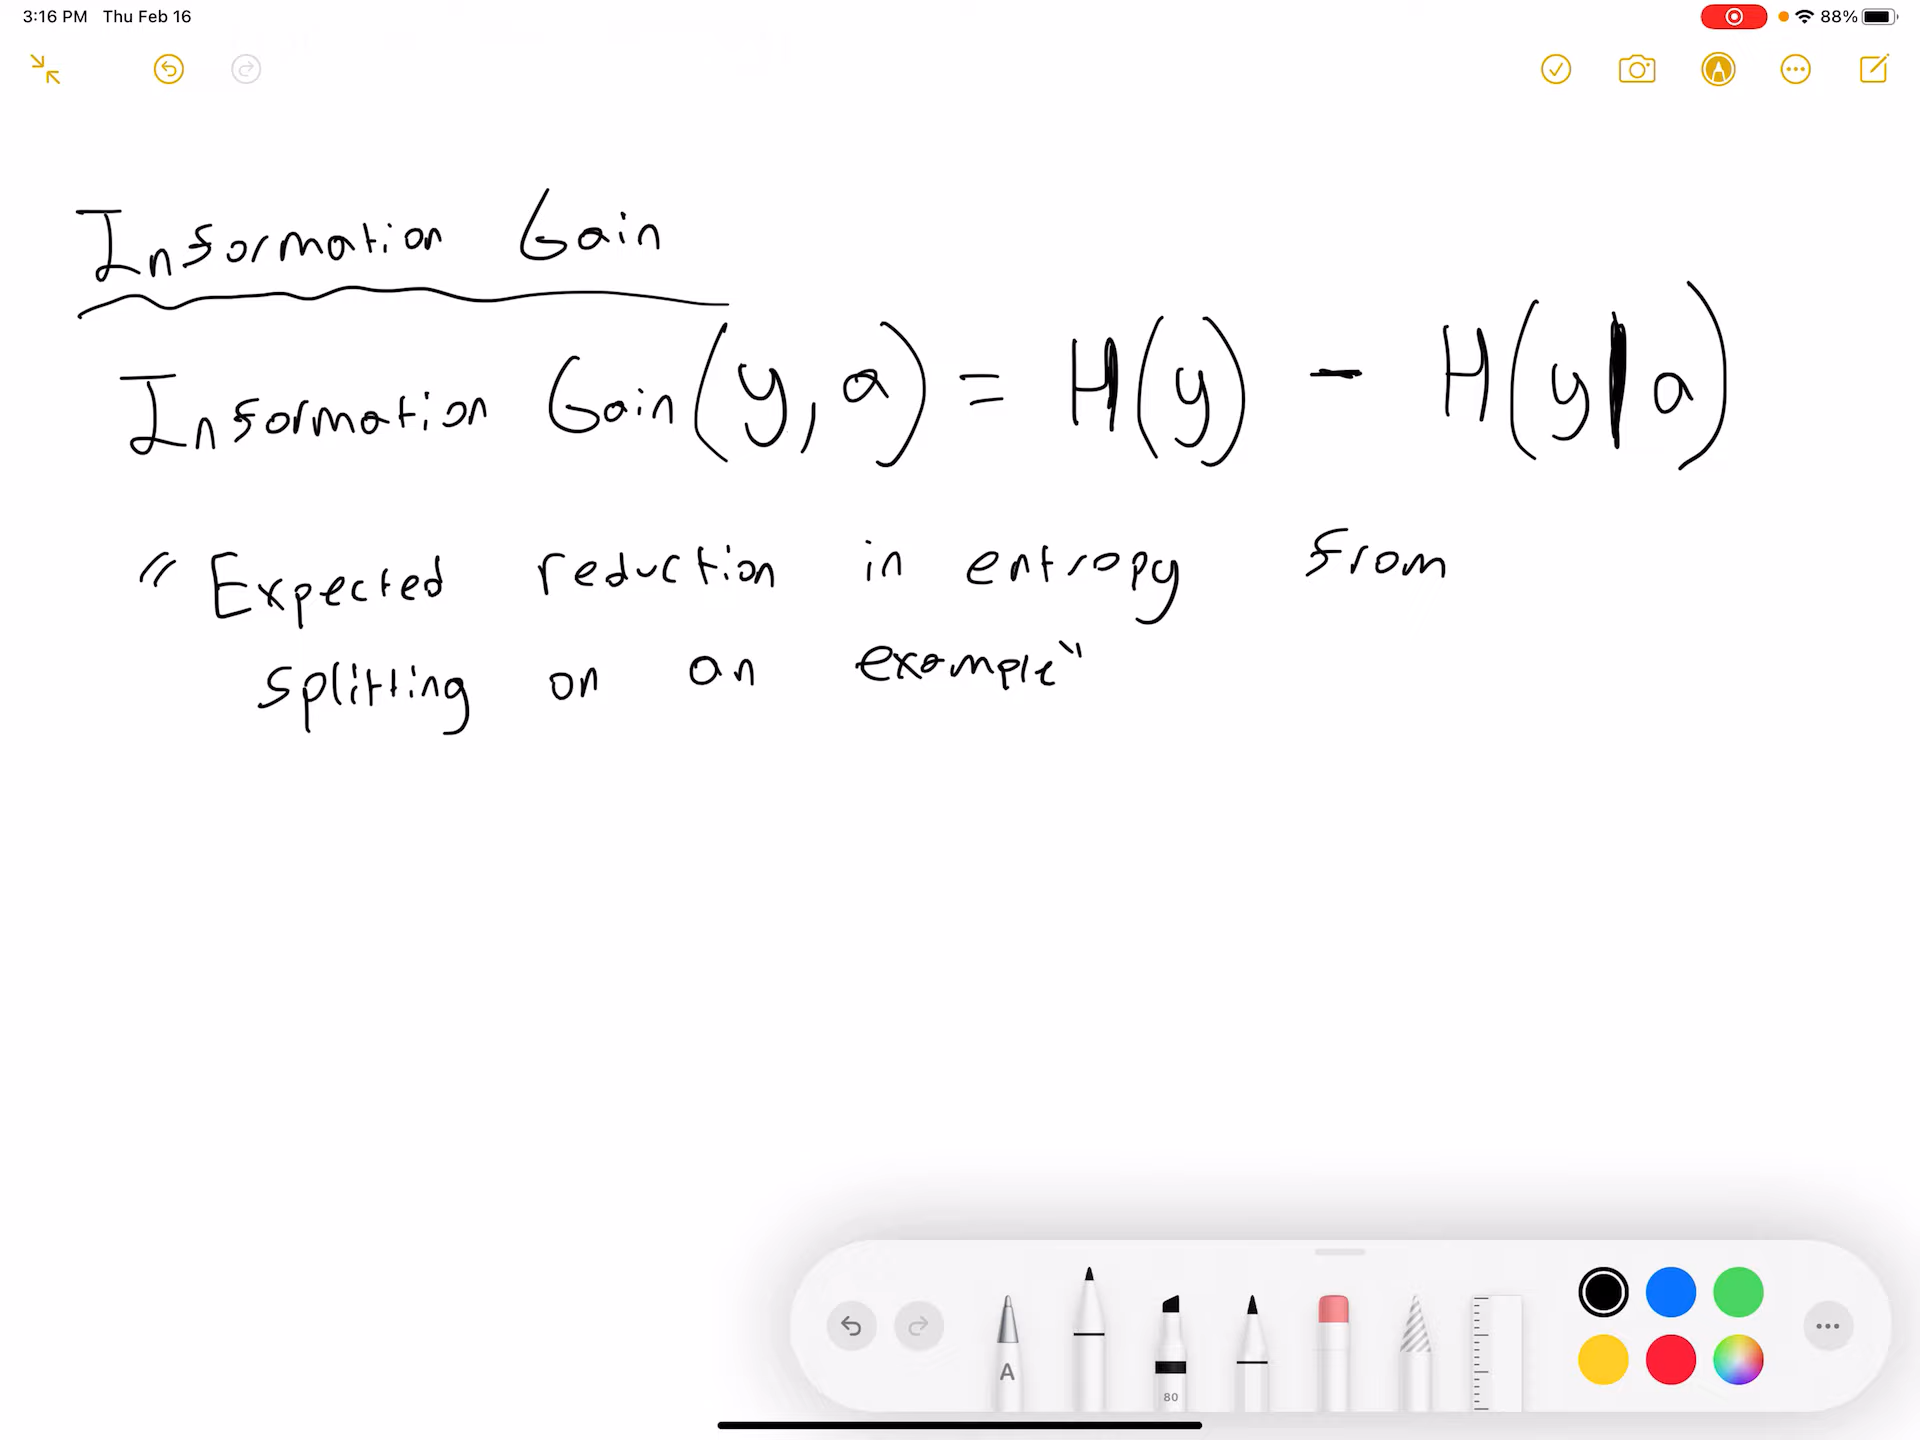 3:16 PM Thu Feb 16 88%
Information Gain
Information Gain(y, a) = H(y) - H(y|a)
"Expected reduction in entropy from
splitting on an example"
A
80